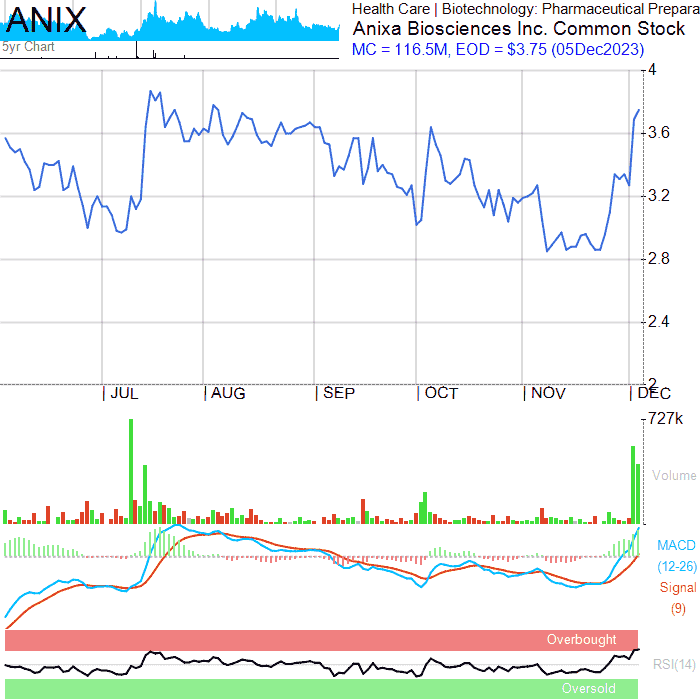 ANIX
5yr Chart
Health Care | Biotechnology: Pharmaceutical Prepara
Anixa Biosciences Inc. Common Stock
MC = 116.5M, EOD = $3.75 (05Dec2023)
4
3.6
3.2
2.8
2.4
2
JUL AUG SEP OCT NOV DEC
727k
Volume
MACD
(12-26)
Signal
(9)
Overbought
RSI(14)
Oversold